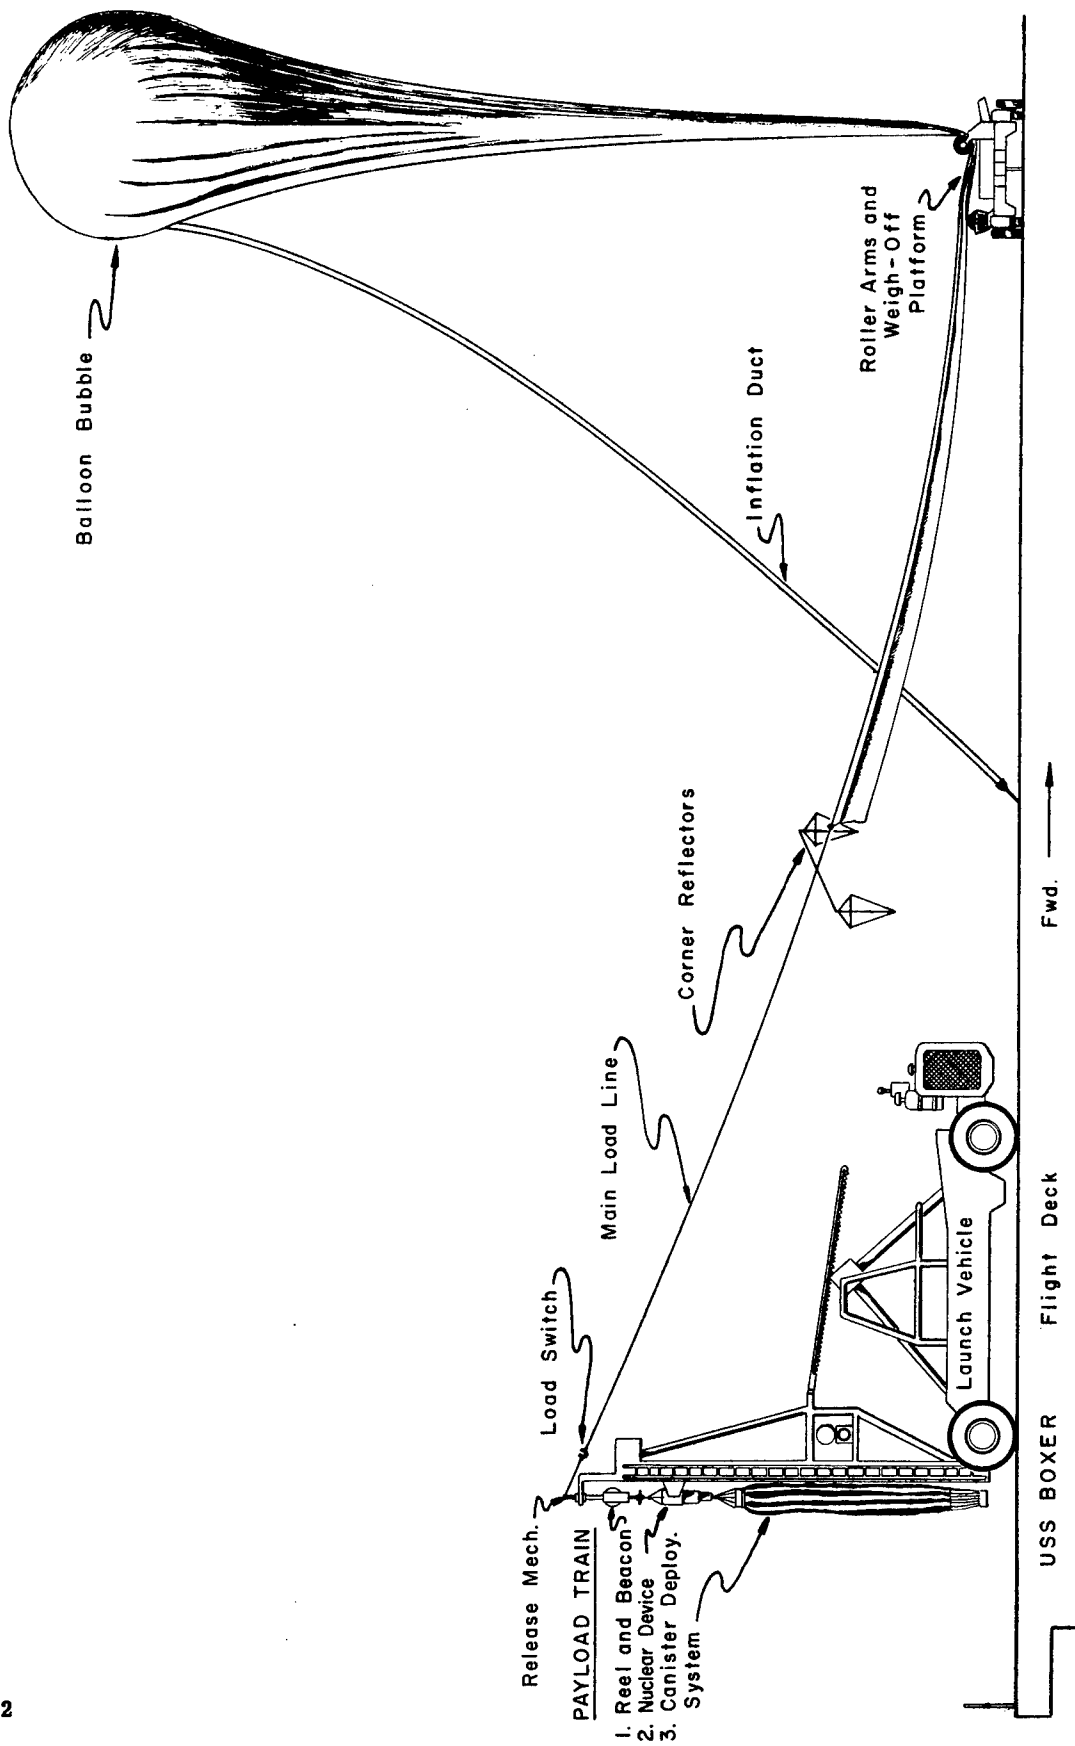 Balloon Bubble
Roller Arms and
Weigh-Off
Platform
Inflation Duct
Corner Reflectors
Main Load Line
Load Switch
Release Mech.
PAYLOAD TRAIN
1. Reel and Beacon
2. Nuclear Device
3. Canister Deploy.
System
Launch Vehicle
USS BOXER Flight Deck Fwd.
2